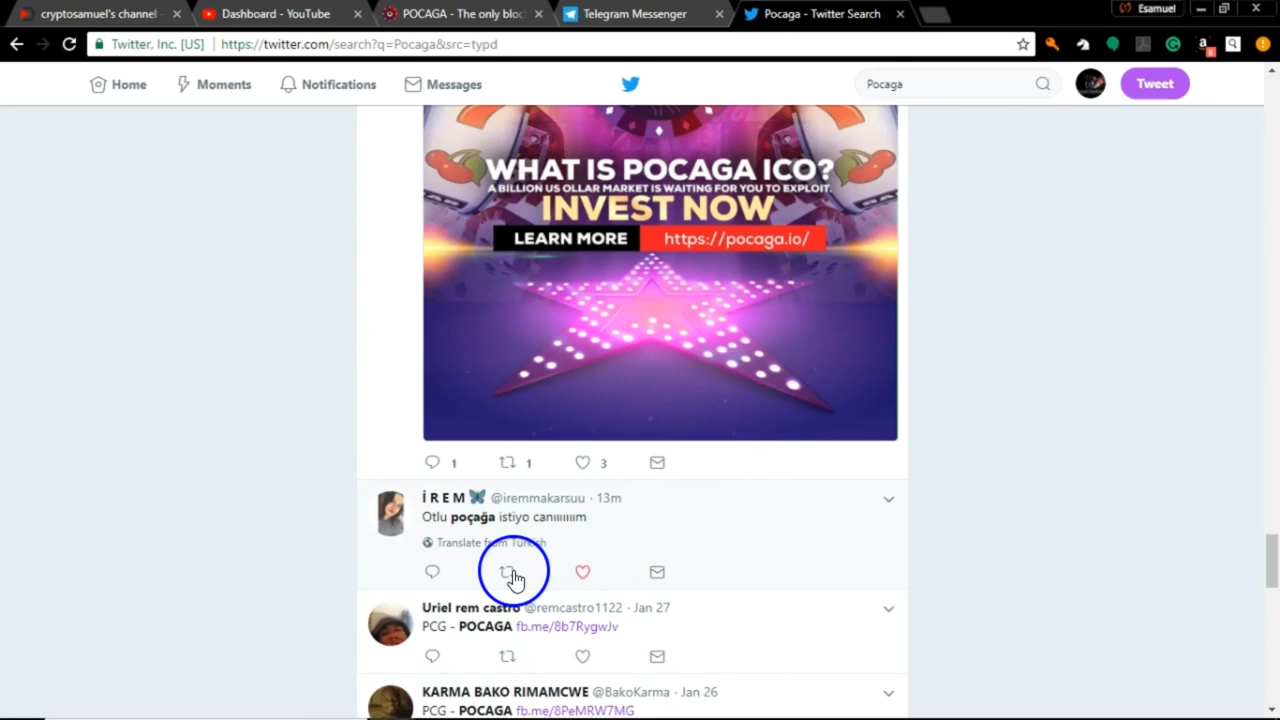 cryptosamuel's channel -
Dashboard - YouTube
POCAGA - The only bloc
Telegram Messenger
Pocaga - Twitter Search
Esamuel
Twitter, Inc. [US]
https://twitter.com/search?q=Pocaga&src=typd
Home
Moments
Notifications
Messages
Pocaga
Tweet
WHAT IS POCAGA ICO?
A BILLION US OLLAR MARKET IS WAITING FOR YOU TO EXPLOIT.
INVEST NOW
LEARN MORE https://pocaga.io/
1 1 3
İ R E M @iremmakarsuu · 13m
Otlu poçağa istiyo canııııııım
Translate from Turkish
Uriel rem castro @remcastro1122 · Jan 27
PCG - POCAGA fb.me/8b7RygwJv
KARMA BAKO RIMAMCWE @BakoKarma · Jan 26
PCG - POCAGA fb.me/8PeMRW7MG